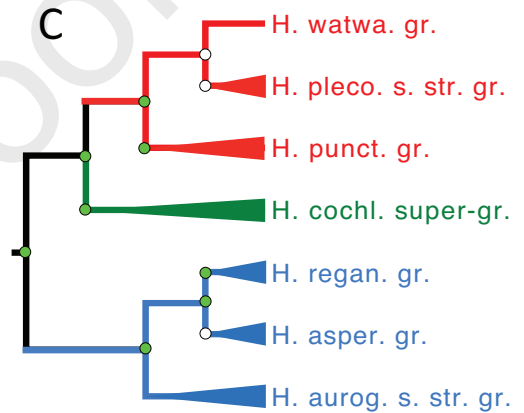 C
H. watwa. gr.
H. pleco. s. str. gr.
H. punct. gr.
H. cochl. super-gr.
H. regan. gr.
H. asper. gr.
H. aurog. s. str. gr.